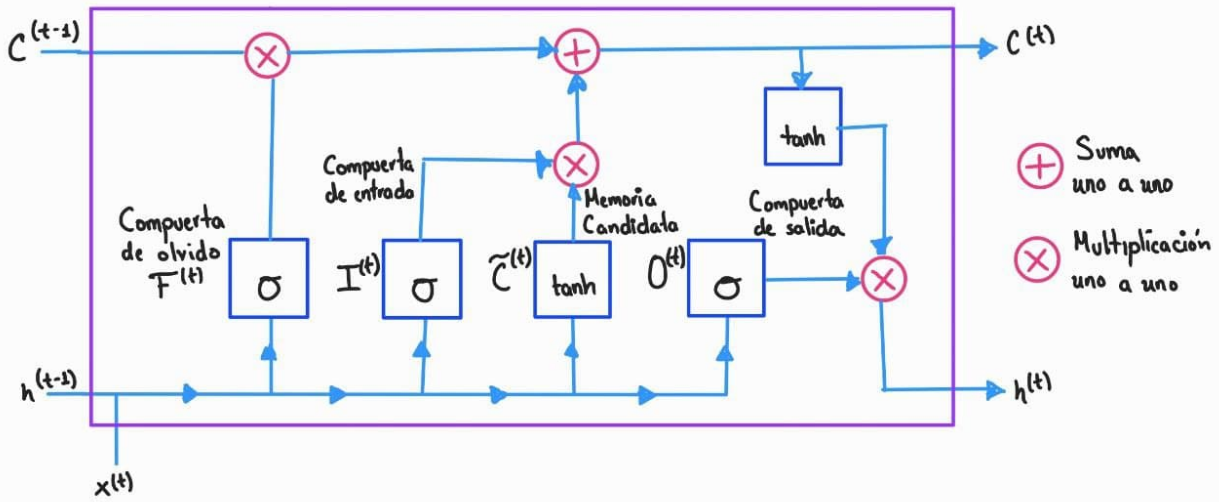 C^(t-1)
C^(t)
tanh
Suma
uno a uno
Compuerta
de entrada
Memoria
Candidata
Compuerta
de salida
Multiplicación
uno a uno
Compuerta
de olvido
F^(t)
σ
I^(t)
σ
C̃^(t)
tanh
O^(t)
σ
h^(t-1)
h^(t)
x^(t)